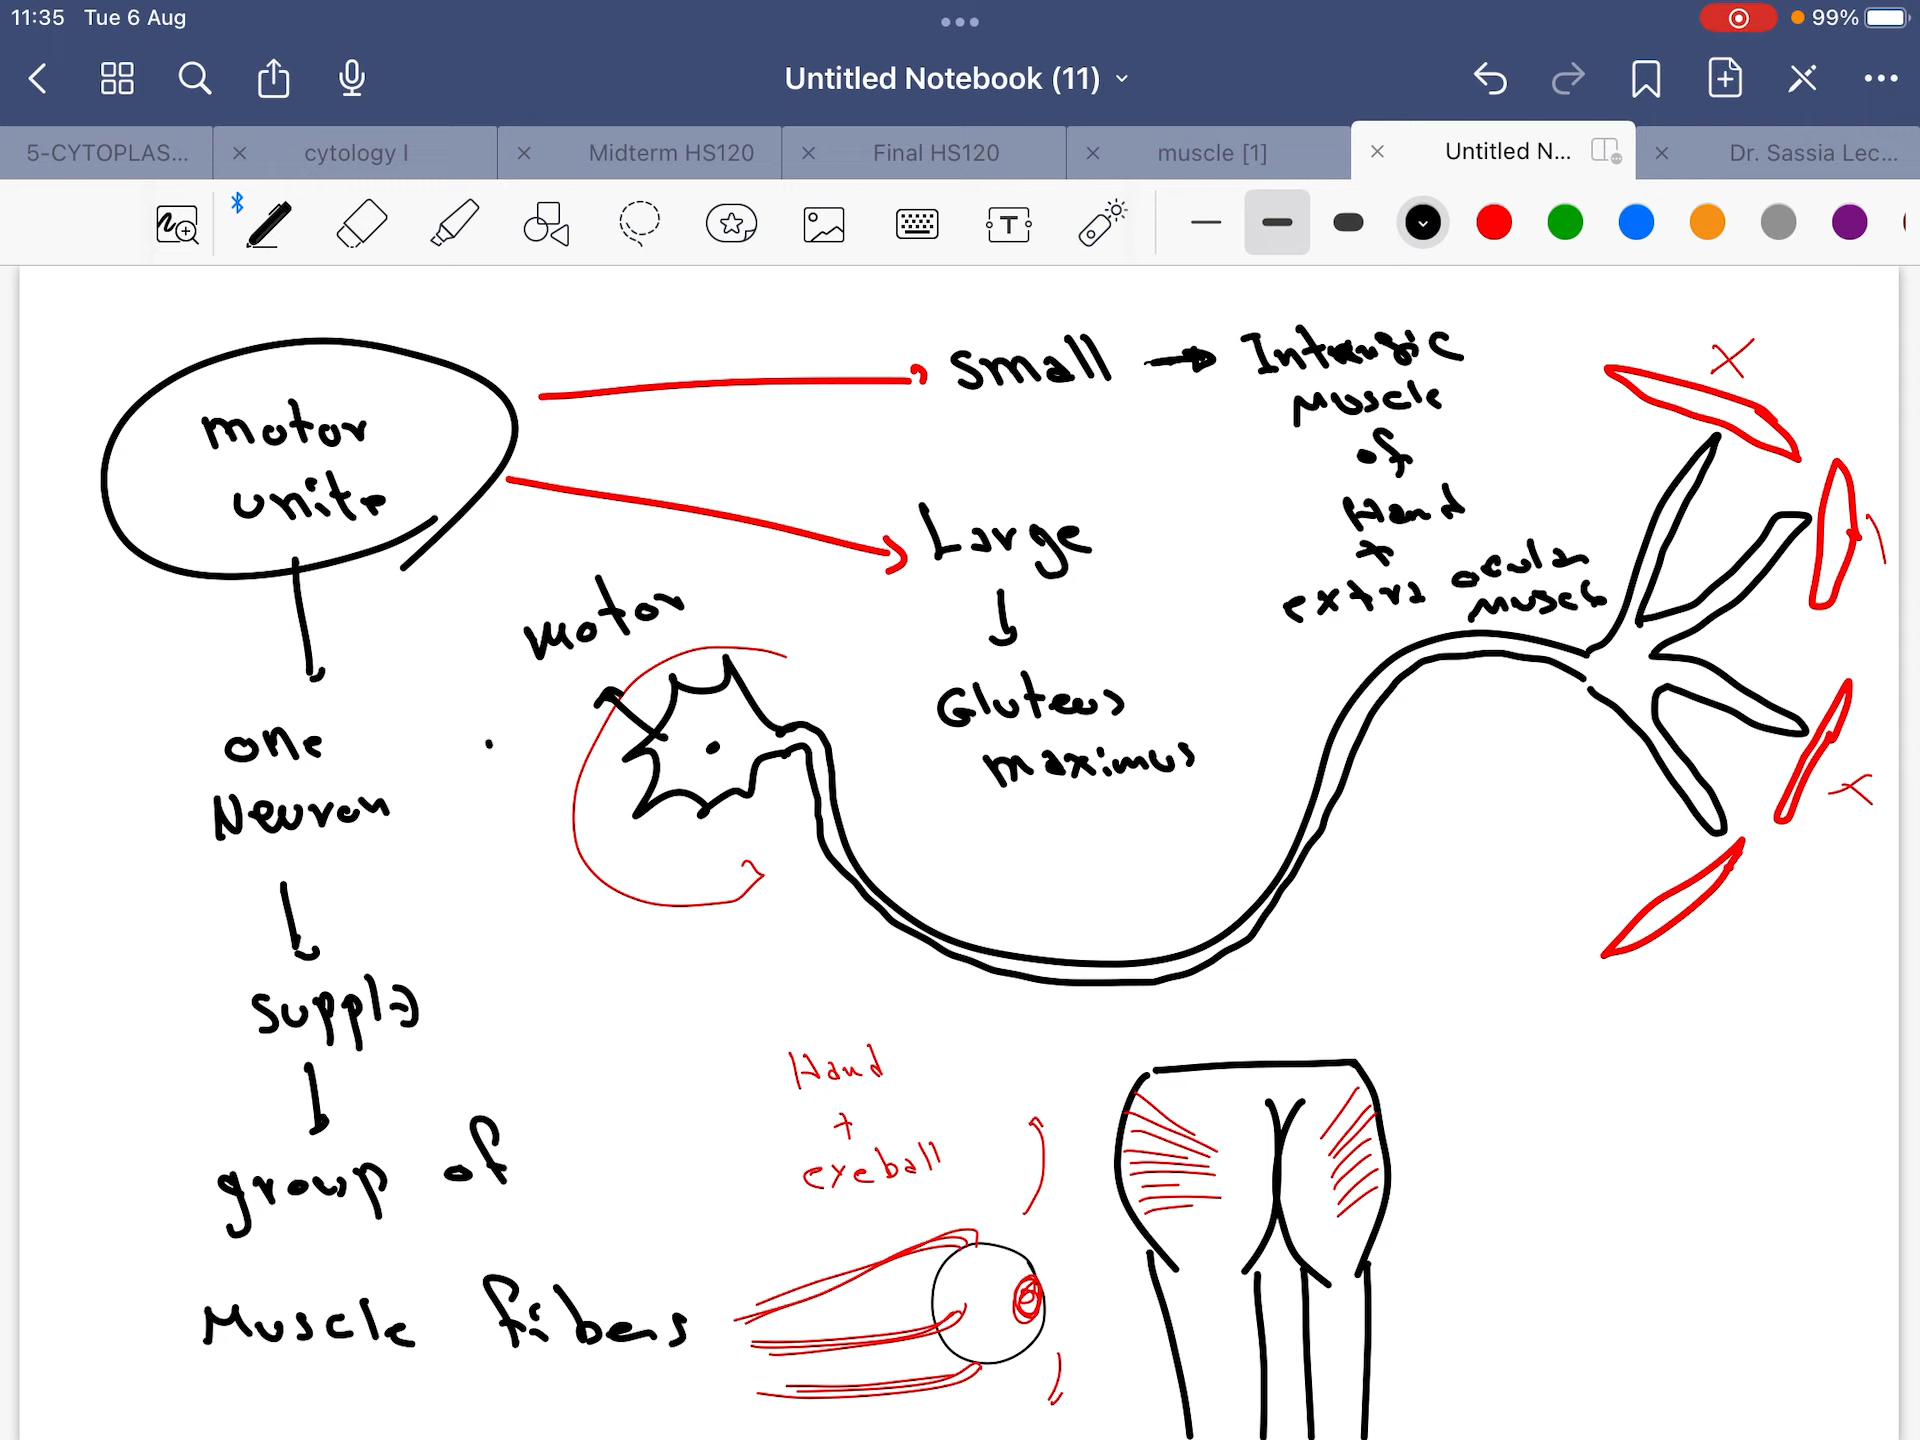 11:35 Tue 6 Aug
99%
Untitled Notebook (11)
5-CYTOPLAS...
cytology I
Midterm HS120
Final HS120
muscle [1]
Untitled N...
Dr. Sassia Lec...
T
motor
unite
one
Neuron
supply
group of
Muscle fibers
small → Intrinsic
muscle
of
Hand
+
extra ocular
muscle
Large
Gluteus
maximus
motor
Hand
+
eyeball